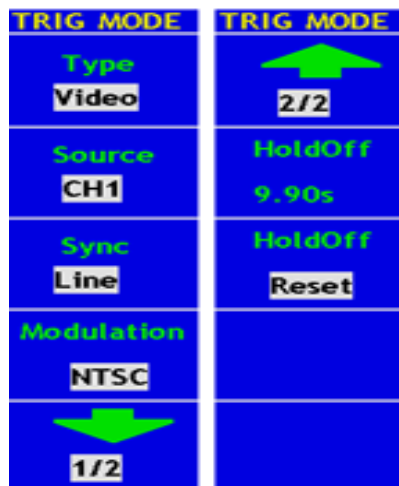 TRIG MODE
Type
Video
Source
CH1
Sync
Line
Modulation
NTSC
1/2
TRIG MODE
2/2
HoldOff
9.90s
HoldOff
Reset